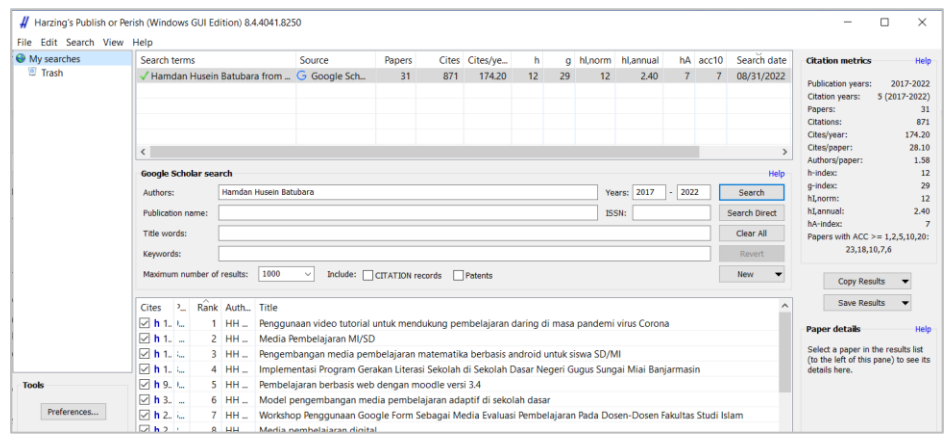 Harzing's Publish or Perish (Windows GUI Edition) 8.4.4041.8250
File Edit Search View Help
My searches
Trash
Search terms Source Papers Cites Cites/ye... h g hI,norm hI,annual hA acc10 Search date
Hamdan Husein Batubara from ... Google Sch... 31 871 174.20 12 29 12 2.40 7 7 08/31/2022
Google Scholar search Help
Authors: Hamdan Husein Batubara Years: 2017 - 2022 Search
Publication name: ISSN: Search Direct
Title words: Clear All
Keywords: Revert
Maximum number of results: 1000 Include: CITATION records Patents New
Cites Rank Auth... Title
h 1... 1 HH ... Penggunaan video tutorial untuk mendukung pembelajaran daring di masa pandemi virus Corona
h 1... 2 HH ... Media Pembelajaran MI/SD
h 1... 3 HH ... Pengembangan media pembelajaran matematika berbasis android untuk siswa SD/MI
h 1... 4 HH ... Implementasi Program Gerakan Literasi Sekolah di Sekolah Dasar Negeri Gugus Sungai Miai Banjarmasin
h 9... 5 HH ... Pembelajaran berbasis web dengan moodle versi 3.4
h 3... 6 HH ... Model pengembangan media pembelajaran adaptif di sekolah dasar
h 2... 7 HH ... Workshop Penggunaan Google Form Sebagai Media Evaluasi Pembelajaran Pada Dosen-Dosen Fakultas Studi Islam
h 2 8 HH Media pembelajaran digital
Tools
Preferences...
Citation metrics Help
Publication years: 2017-2022
Citation years: 5 (2017-2022)
Papers: 31
Citations: 871
Cites/year: 174.20
Cites/paper: 28.10
Authors/paper: 1.58
h-index: 12
g-index: 29
hI,norm: 12
hI,annual: 2.40
hA-index: 7
Papers with ACC >= 1,2,5,10,20:
23,18,10,7,6
Copy Results
Save Results
Paper details Help
Select a paper in the results list
(to the left of this pane) to see its
details here.